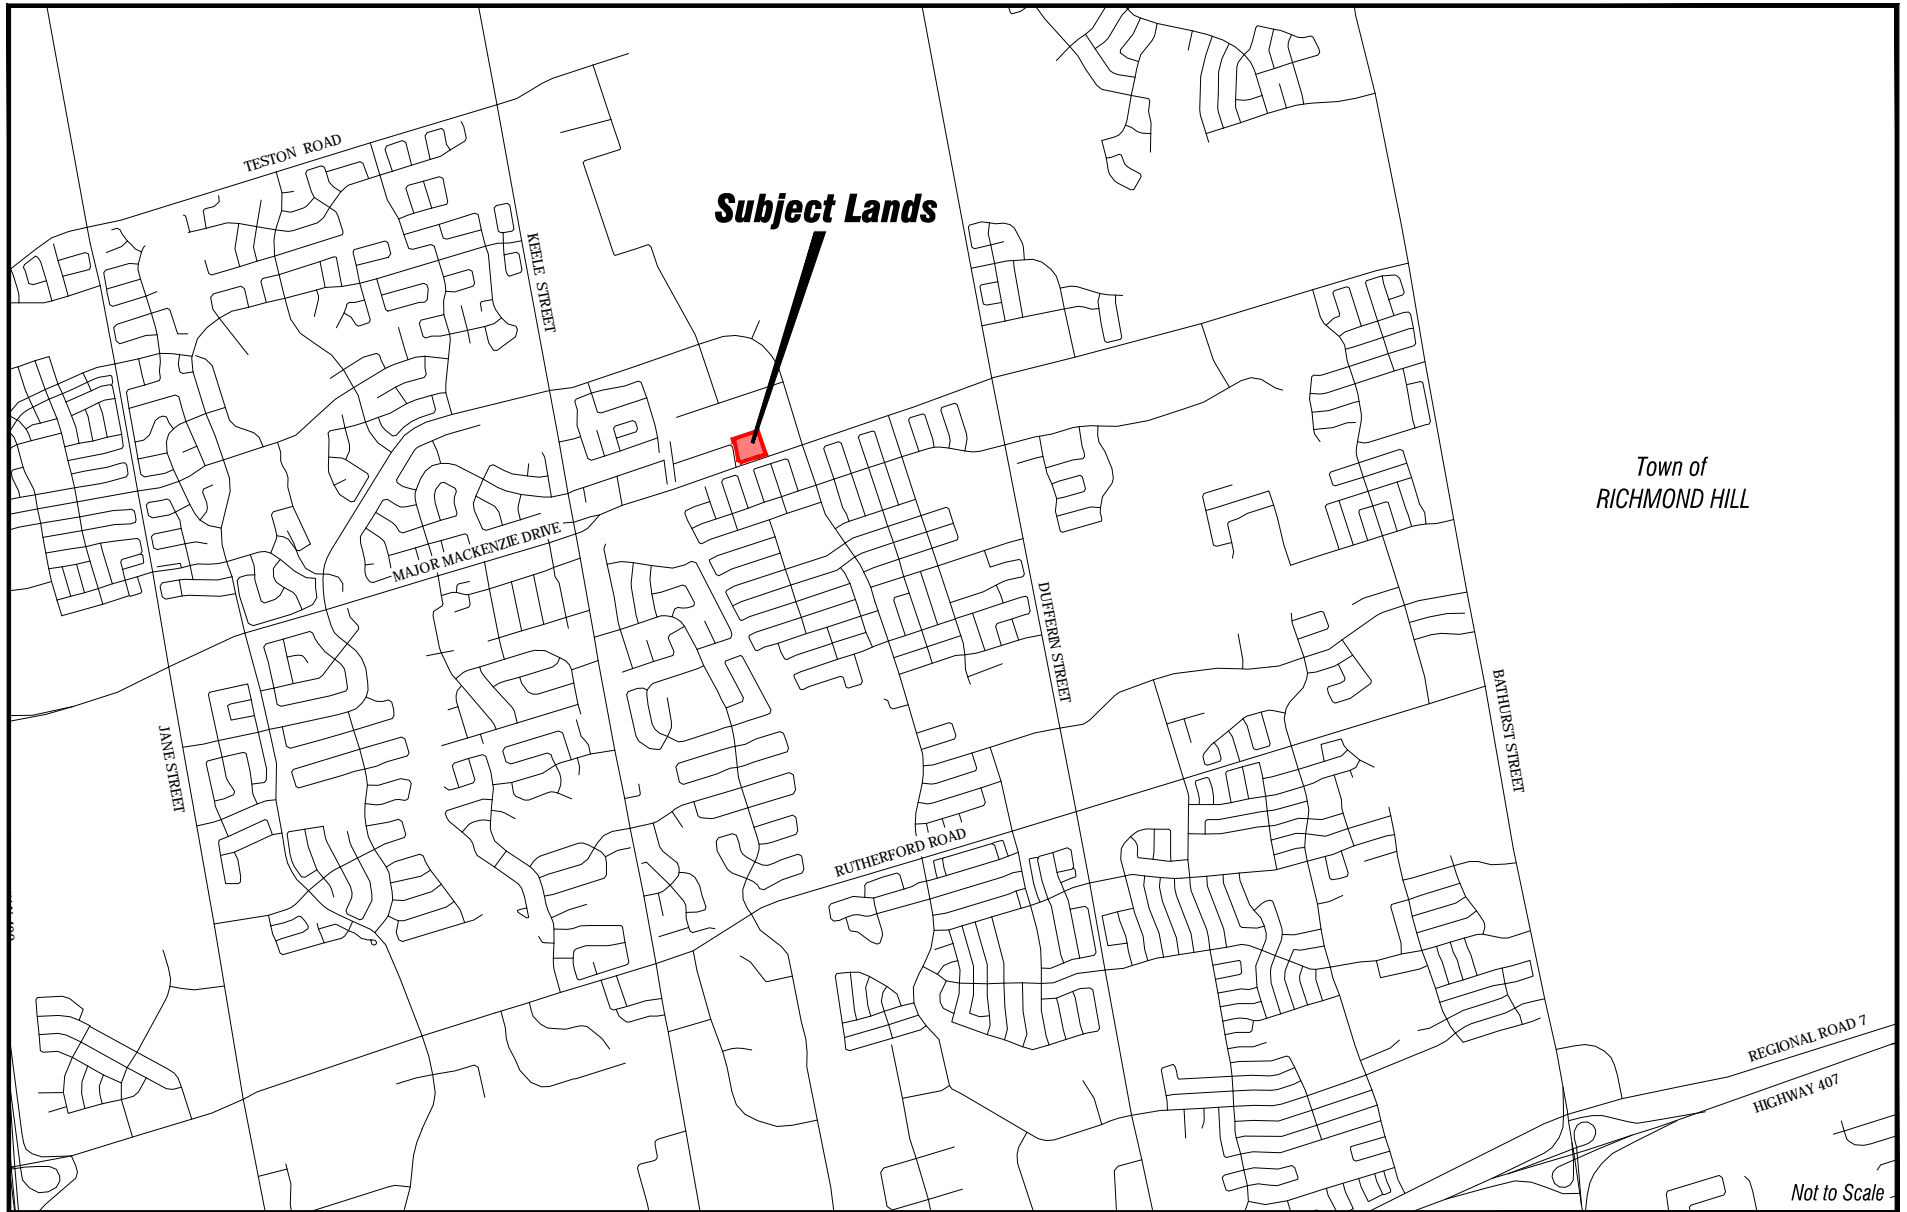 TESTON ROAD
Subject Lands
KEELE STREET
Town of
RICHMOND HILL
MAJOR MACKENZIE DRIVE
DUFFERIN STREET
BATHURST STREET
JANE STREET
RUTHERFORD ROAD
REGIONAL ROAD 7
HIGHWAY 407
Not to Scale